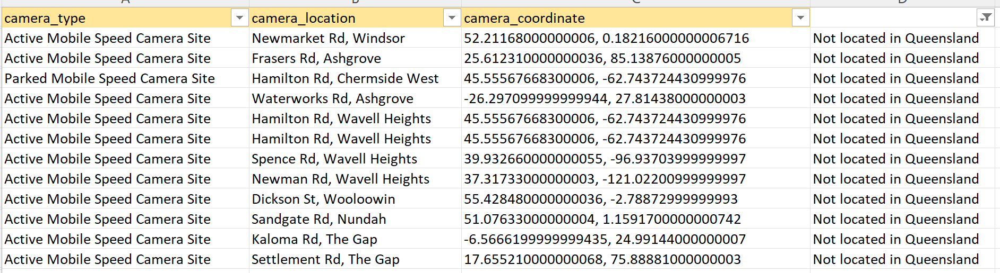 camera_type camera_location camera_coordinate
Active Mobile Speed Camera Site Newmarket Rd, Windsor 52.21168000000006, 0.18216000000006716 Not located in Queensland
Active Mobile Speed Camera Site Frasers Rd, Ashgrove 25.612310000000036, 85.13876000000005 Not located in Queensland
Parked Mobile Speed Camera Site Hamilton Rd, Chermside West 45.55567668300006, -62.743724430999976 Not located in Queensland
Active Mobile Speed Camera Site Waterworks Rd, Ashgrove -26.297099999999944, 27.81438000000003 Not located in Queensland
Active Mobile Speed Camera Site Hamilton Rd, Wavell Heights 45.55567668300006, -62.743724430999976 Not located in Queensland
Active Mobile Speed Camera Site Hamilton Rd, Wavell Heights 45.55567668300006, -62.743724430999976 Not located in Queensland
Active Mobile Speed Camera Site Spence Rd, Wavell Heights 39.932660000000055, -96.93703999999997 Not located in Queensland
Active Mobile Speed Camera Site Newman Rd, Wavell Heights 37.31733000000003, -121.02200999999997 Not located in Queensland
Active Mobile Speed Camera Site Dickson St, Wooloowin 55.428480000000036, -2.78872999999993 Not located in Queensland
Active Mobile Speed Camera Site Sandgate Rd, Nundah 51.07633000000004, 1.1591700000000742 Not located in Queensland
Active Mobile Speed Camera Site Kaloma Rd, The Gap -6.5666199999999435, 24.99144000000007 Not located in Queensland
Active Mobile Speed Camera Site Settlement Rd, The Gap 17.655210000000068, 75.88881000000003 Not located in Queensland